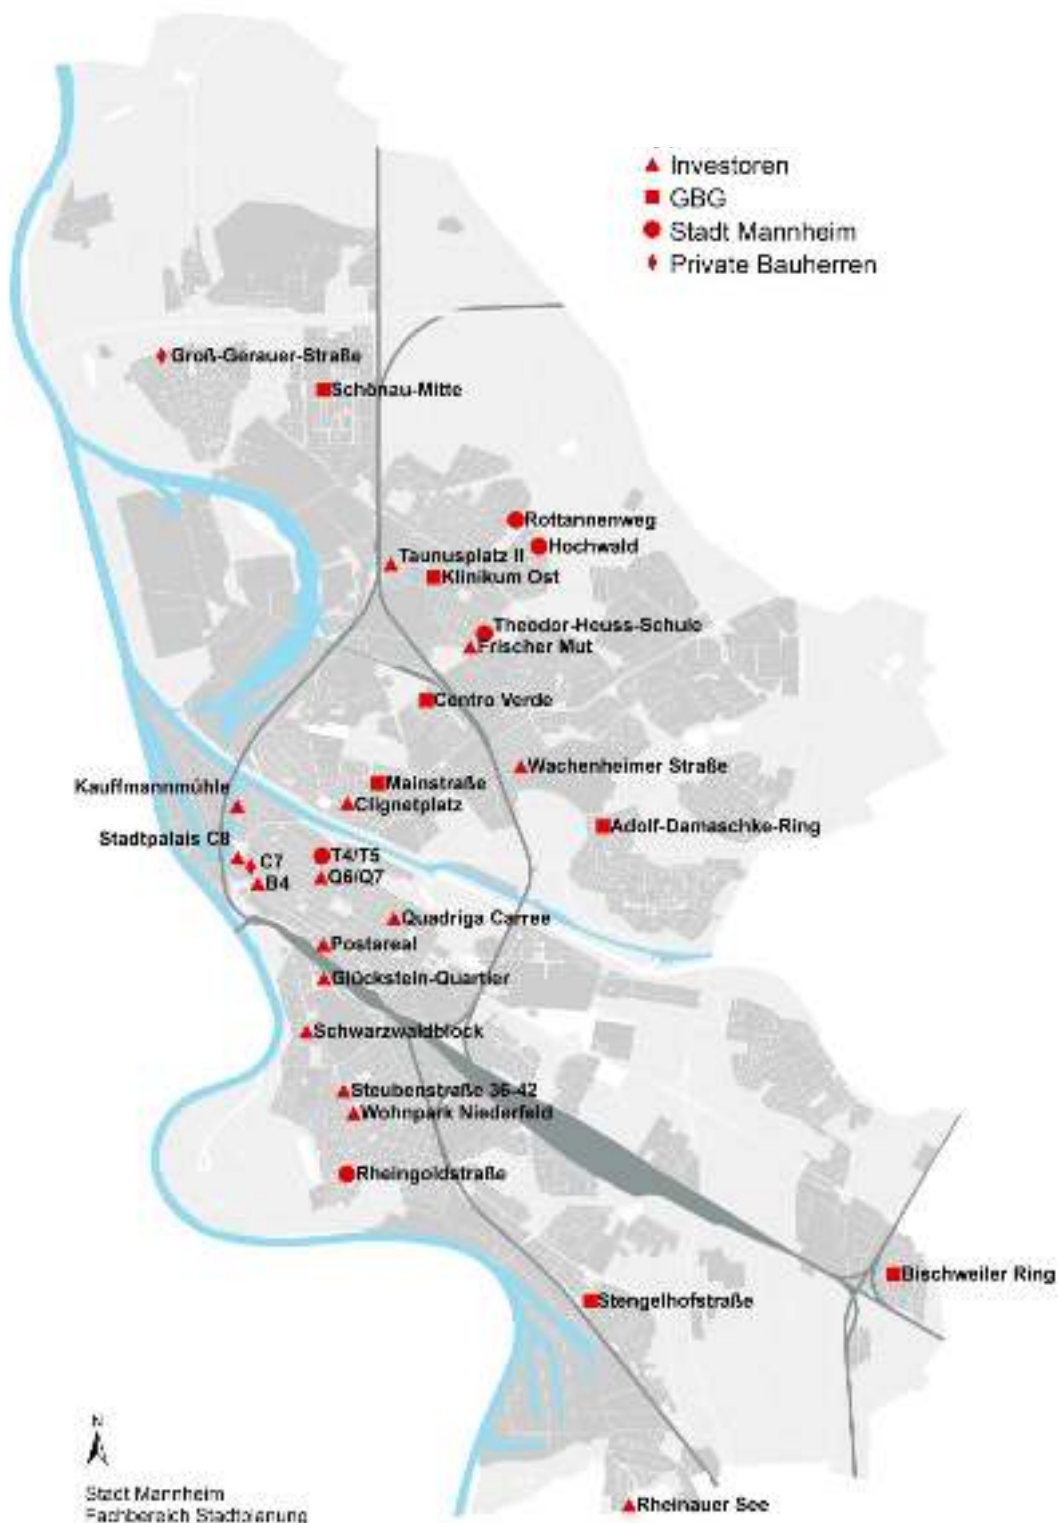 Investoren
GBG
Stadt Mannheim
Private Bauherren
Groß-Gerauer-Straße
Schönau-Mitte
Rottannenweg
Hochwald
Taunusplatz II
Klinikum Ost
Theodor-Heuss-Schule
Frischer Mut
Centro Verde
Wachenheimer Straße
Kauffmannmühle
Mainstraße
Clignetplatz
Adolf-Damaschke-Ring
Stadtpalais C8
T4/T5
C7
Q6/Q7
B4
Quadriga Carree
Postareal
Glückstein-Quartier
Schwarzwaldblock
Steubenstraße 36-42
Wohnpark Niederfeld
Rheingoldstraße
Bischweiler Ring
Stengelhofstraße
N
Stadt Mannheim
Fachbereich Stadtplanung
Rheinauer See